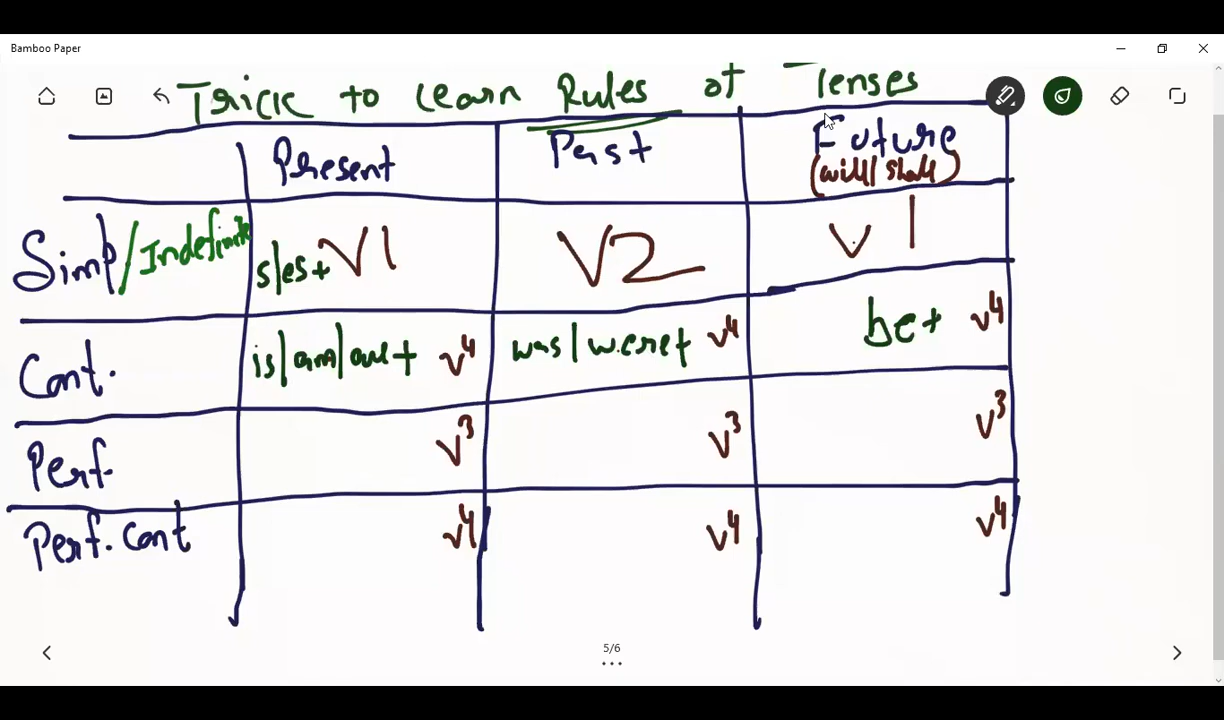 Bamboo Paper
Trick to learn Rules of Tenses
Present Past Future
(will/shall)
Simp/Indefinite s/es+ V1 V2 V1
Cont. is/am/are+ V4 was/were+ V4 be+ V4
Perf. V3 V3 V3
Perf. Cont V4 V4 V4
5/6